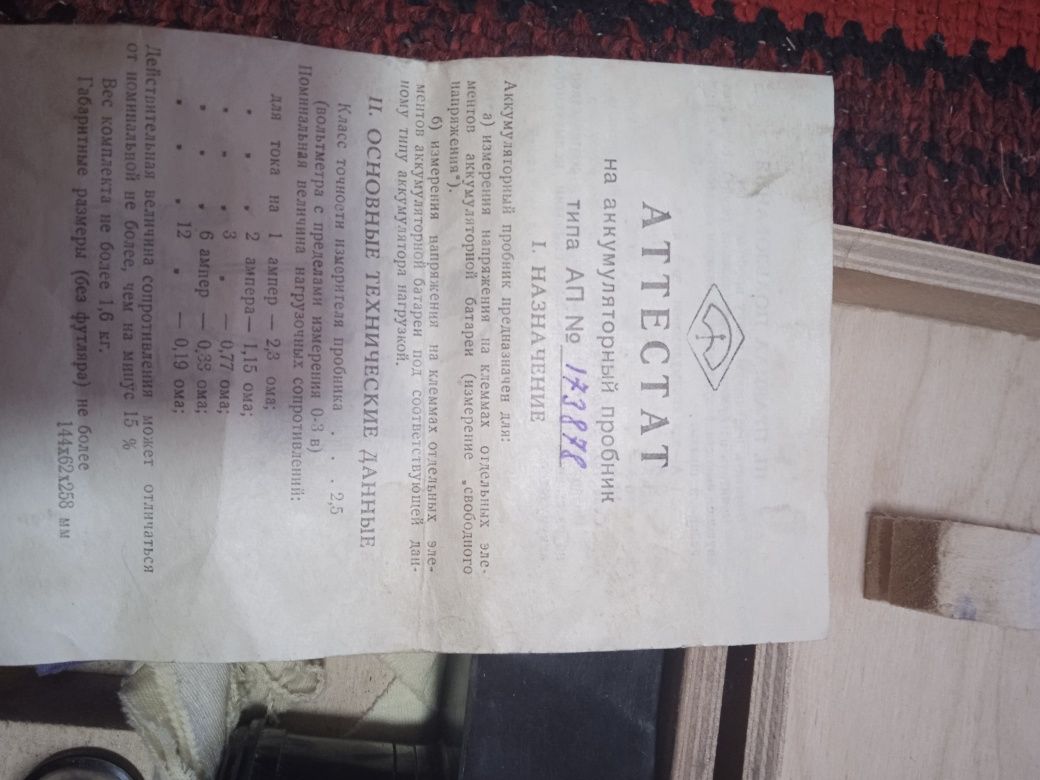 АТТЕСТАТ
на аккумуляторный пробник
типа АП № 173878
I. НАЗНАЧЕНИЕ
Аккумуляторный пробник предназначен для:
а) измерения напряжения на клеммах отдельных эле-
ментов аккумуляторной батареи (измерение „свободного
напряжения“).
б) измерения напряжения на клеммах отдельных эле-
ментов аккумуляторной батареи под соответствующей дан-
ному типу аккумулятора нагрузкой.
II. ОСНОВНЫЕ ТЕХНИЧЕСКИЕ ДАННЫЕ
Класс точности измерителя пробника . . . 2,5
(вольтметра с пределами измерения 0-3 в)
Номинальная величина нагрузочных сопротивлений:
для тока на 1 ампер — 2,3 ома;
" " " 2 ампера — 1,15 ома;
" " " 3 " — 0,77 ома;
" " " 6 ампер — 0,33 ома;
" " " 12 " — 0,19 ома;
Действительная величина сопротивления может отличаться
от номинальной не более, чем на минус 15 %
Вес комплекта не более 1,6 кг.
Габаритные размеры (без футляра) не более
144х62х258 мм